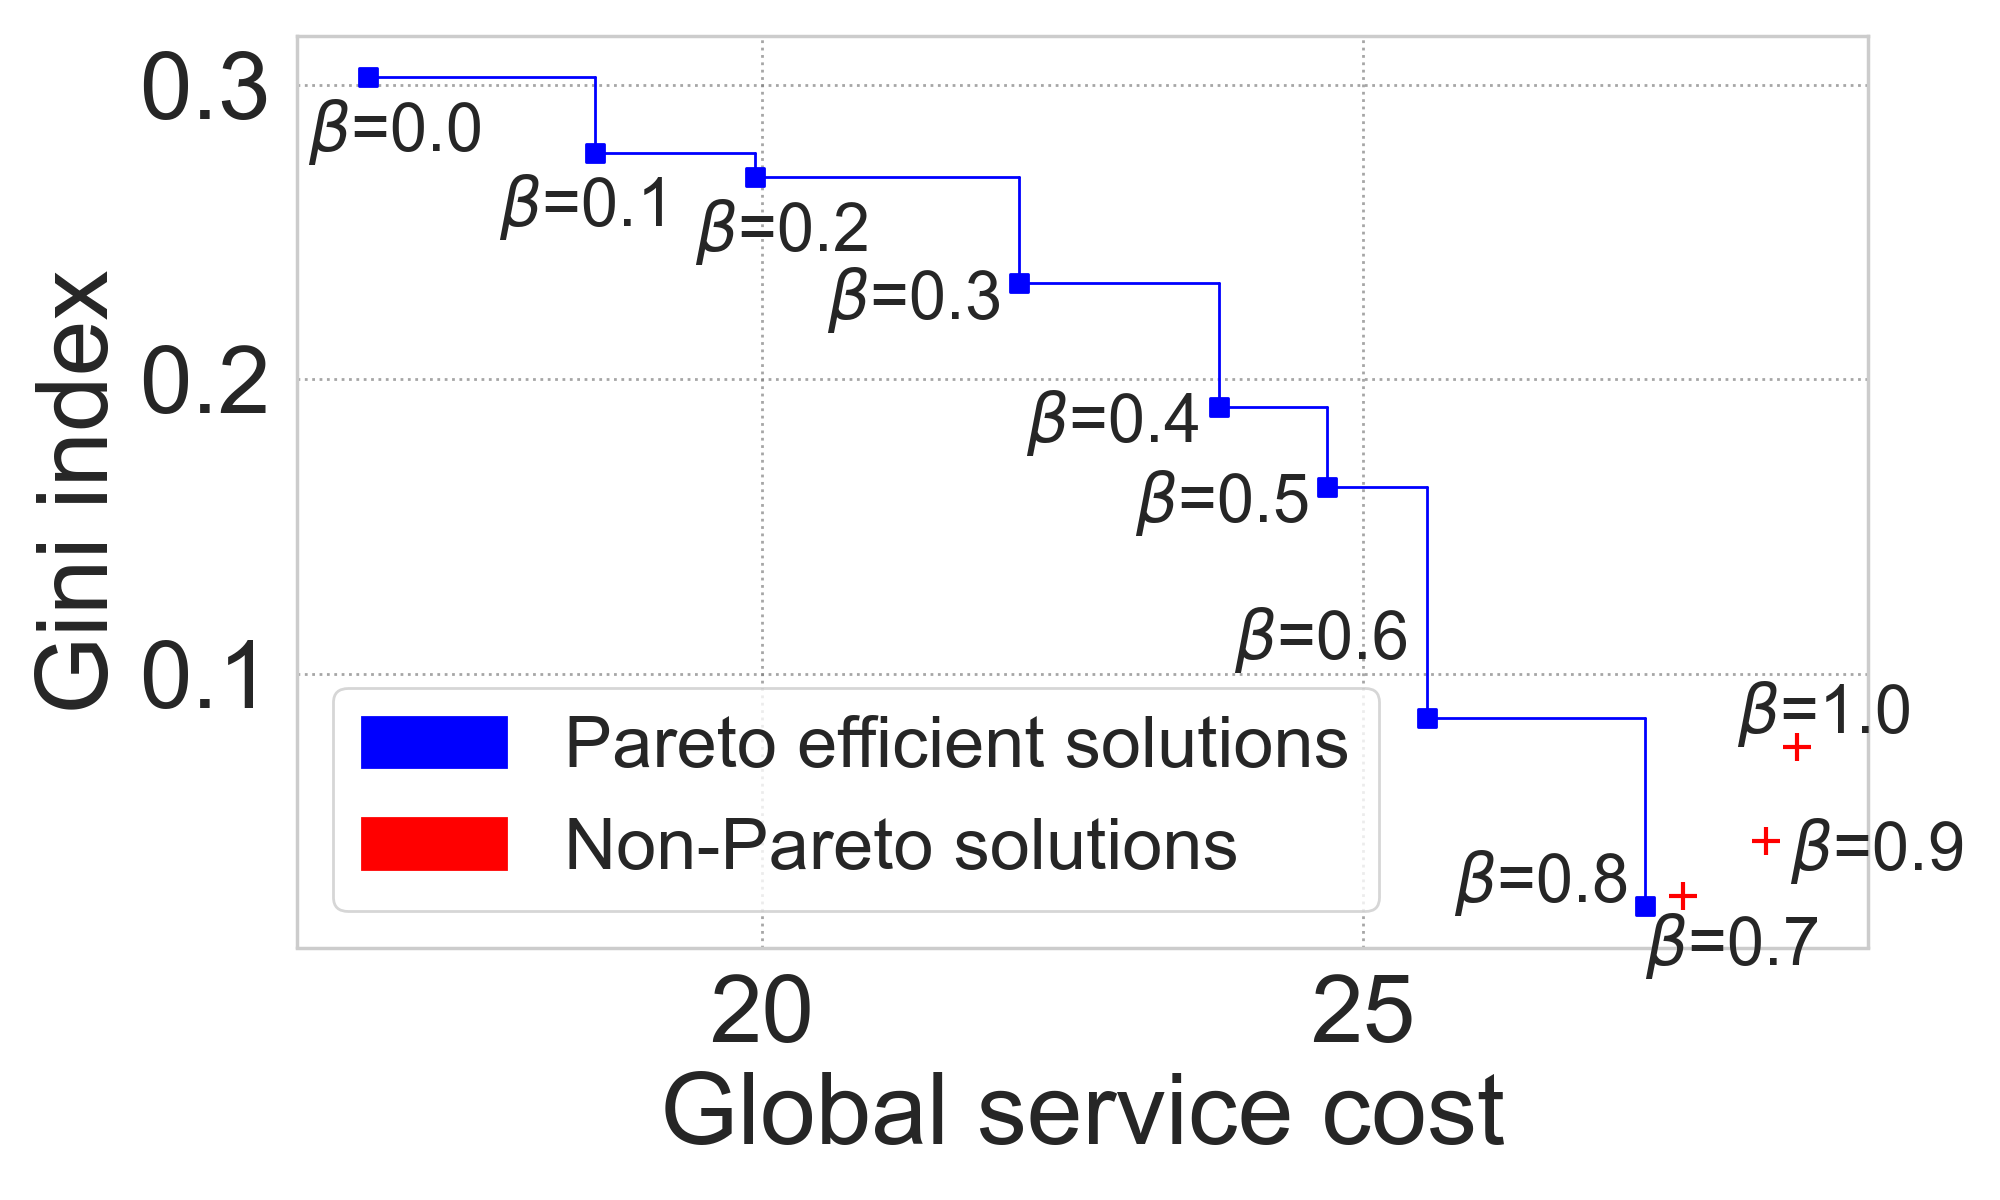 0.3
β=0.0
β=0.1
β=0.2
β=0.3
0.2
β=0.4
β=0.5
β=0.6
0.1
β=1.0
β=0.9
β=0.8
β=0.7
Gini index
Pareto efficient solutions
Non-Pareto solutions
20
25
Global service cost